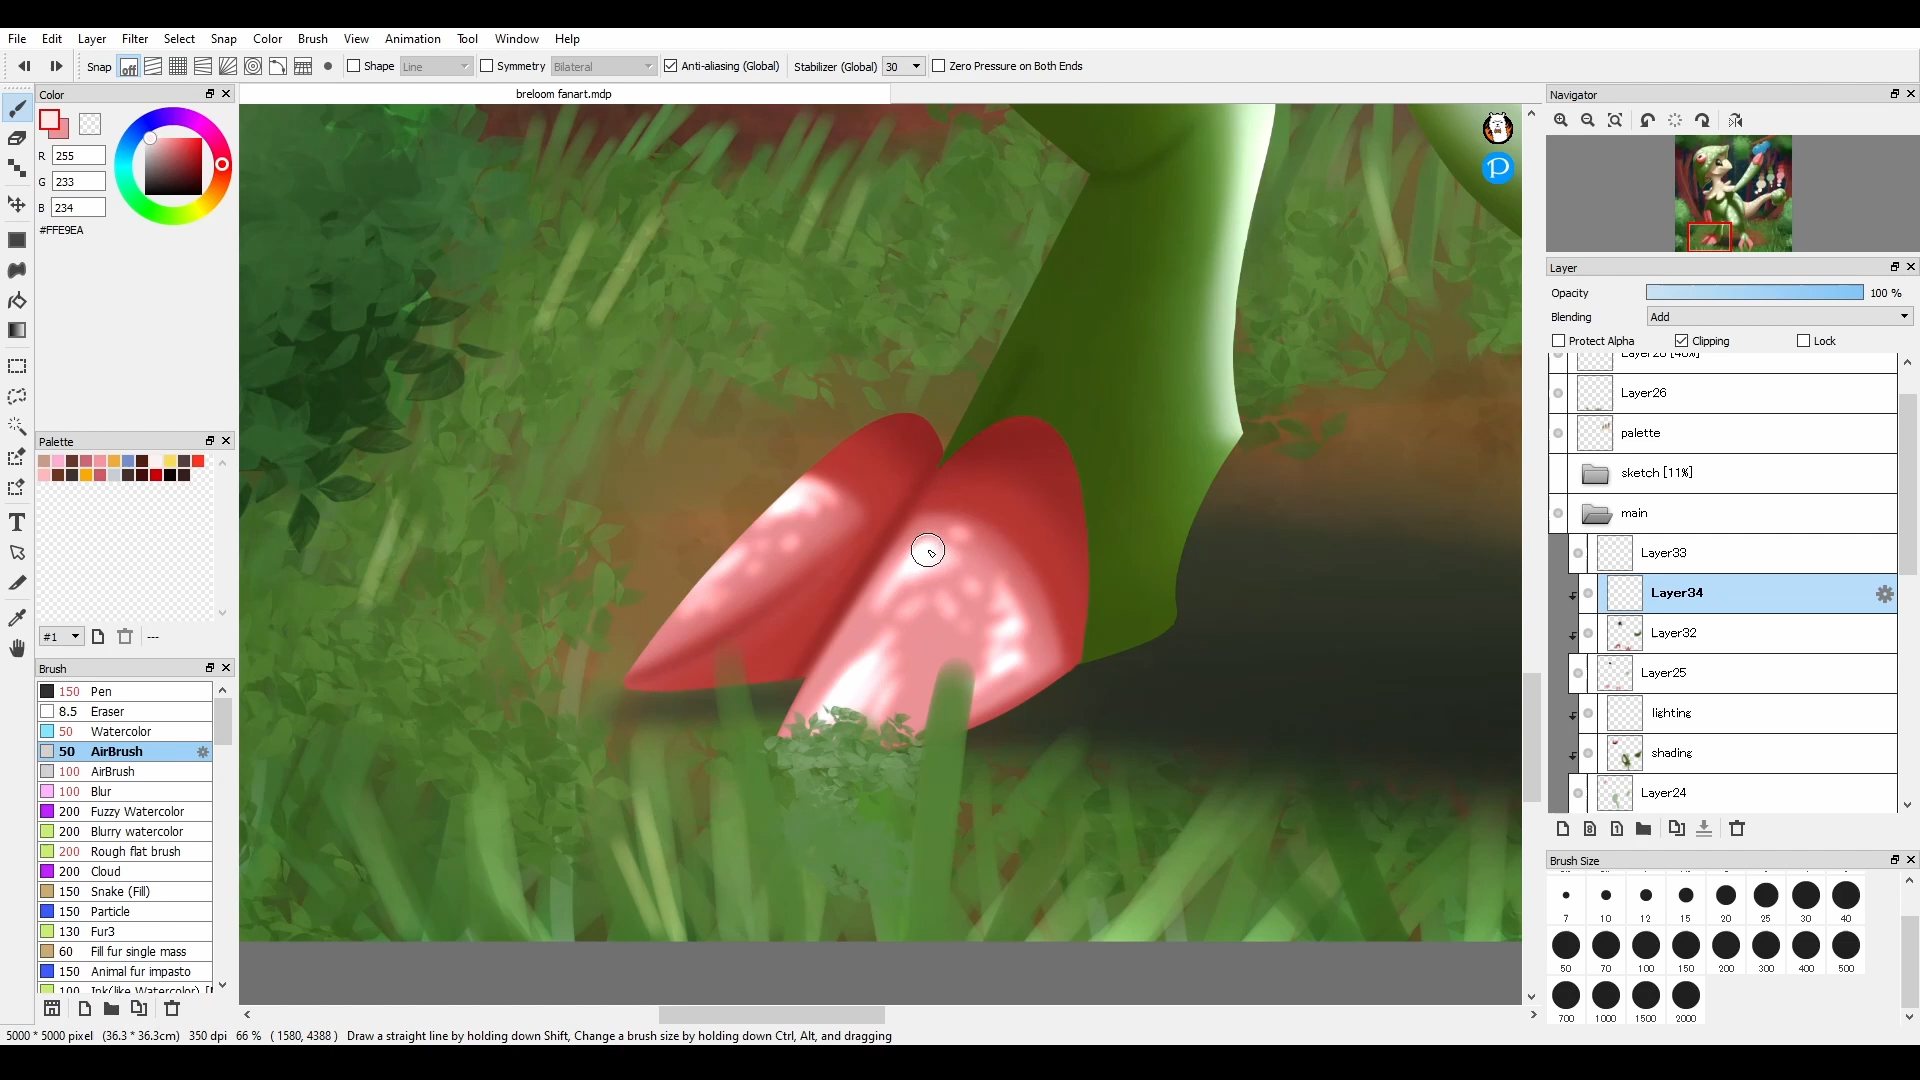 File Edit Layer Filter Select Snap Color Brush View Animation Tool Window Help
Snap off Shape Line Symmetry Bilateral Anti-aliasing (Global) Stabilizer (Global) 30 Zero Pressure on Both Ends
Color
breloom fanart.mdp
Navigator
R 255
G 233
B 234
#FFE9EA
Layer
Opacity 100 %
Blending Add
Protect Alpha Clipping Lock
Layer26
palette
sketch [11%]
main
Layer33
Layer34
Layer32
Layer25
lighting
shading
Layer24
Palette
#1 ---
Brush
150 Pen
8.5 Eraser
50 Watercolor
50 AirBrush
100 AirBrush
100 Blur
200 Fuzzy Watercolor
200 Blurry watercolor
200 Rough flat brush
200 Cloud
150 Snake (Fill)
150 Particle
130 Fur3
60 Fill fur single mass
150 Animal fur impasto
100 Ink(like Watercolor)
Brush Size
7 10 12 15 20 25 30 40
50 70 100 150 200 300 400 500
700 1000 1500 2000
5000 * 5000 pixel (36.3 * 36.3cm) 350 dpi 66 % ( 1580, 4388 ) Draw a straight line by holding down Shift, Change a brush size by holding down Ctrl, Alt, and dragging